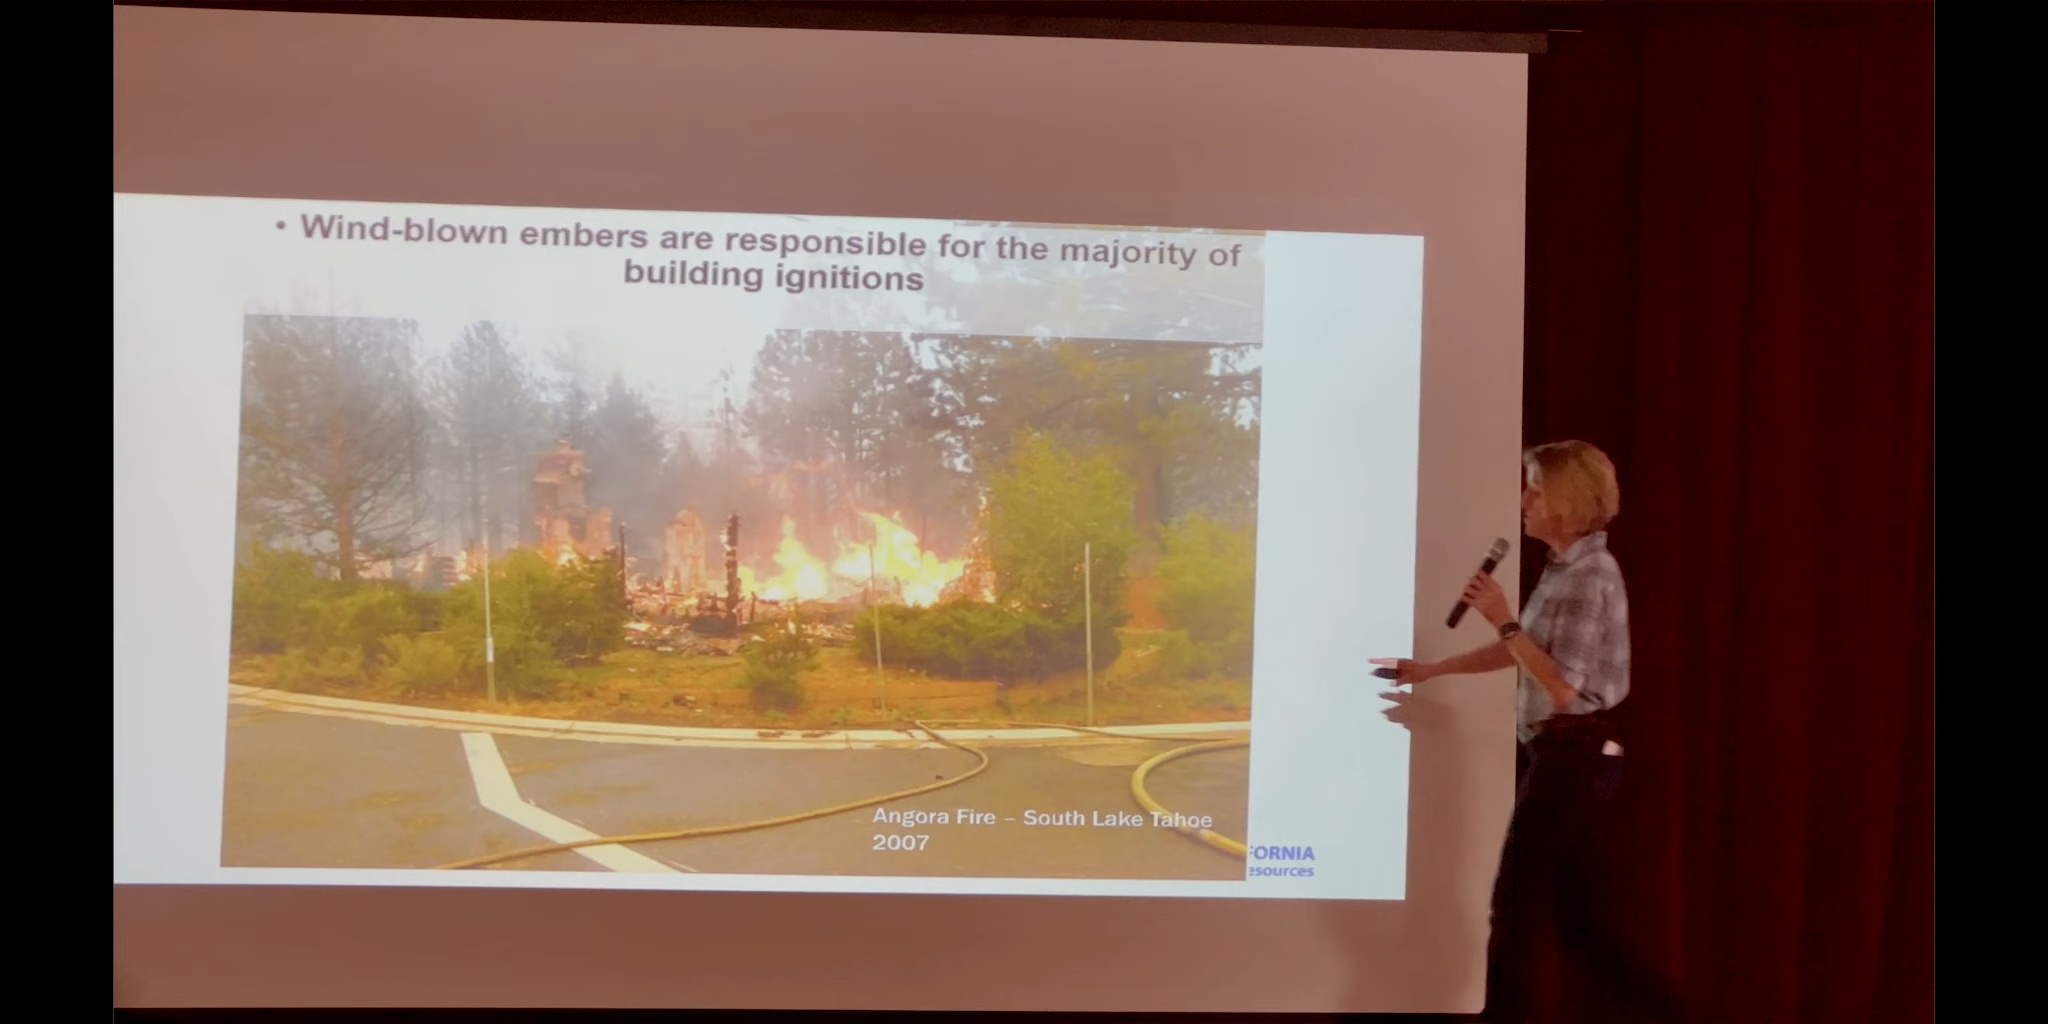 • Wind-blown embers are responsible for the majority of
building ignitions
Angora Fire – South Lake Tahoe
2007
FORNIA
esources